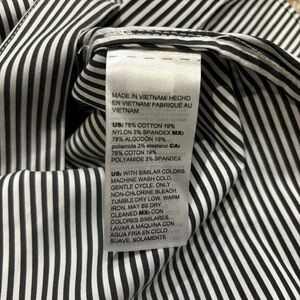 MADE IN VIETNAM/ HECHO
EN VIETNAM/ FABRIQUÉ AU
VIETNAM
US: 78% COTTON 19%
NYLON 3% SPANDEX MX:
78% ALGODÓN 19%
poliamida 3% elastano CA:
78% COTON 19%
POLYAMIDE 3% SPANDEX
US: WITH SIMILAR COLORS.
MACHINE WASH COLD,
GENTLE CYCLE. ONLY
NON-CHLORINE BLEACH.
TUMBLE DRY LOW. WARM
IRON. MAY BE DRY
CLEANED MX: CON
COLORES SIMILARES.
LAVAR A MÁQUINA CON
AGUA FRÍA EN CICLO
SUAVE. SOLAMENTE